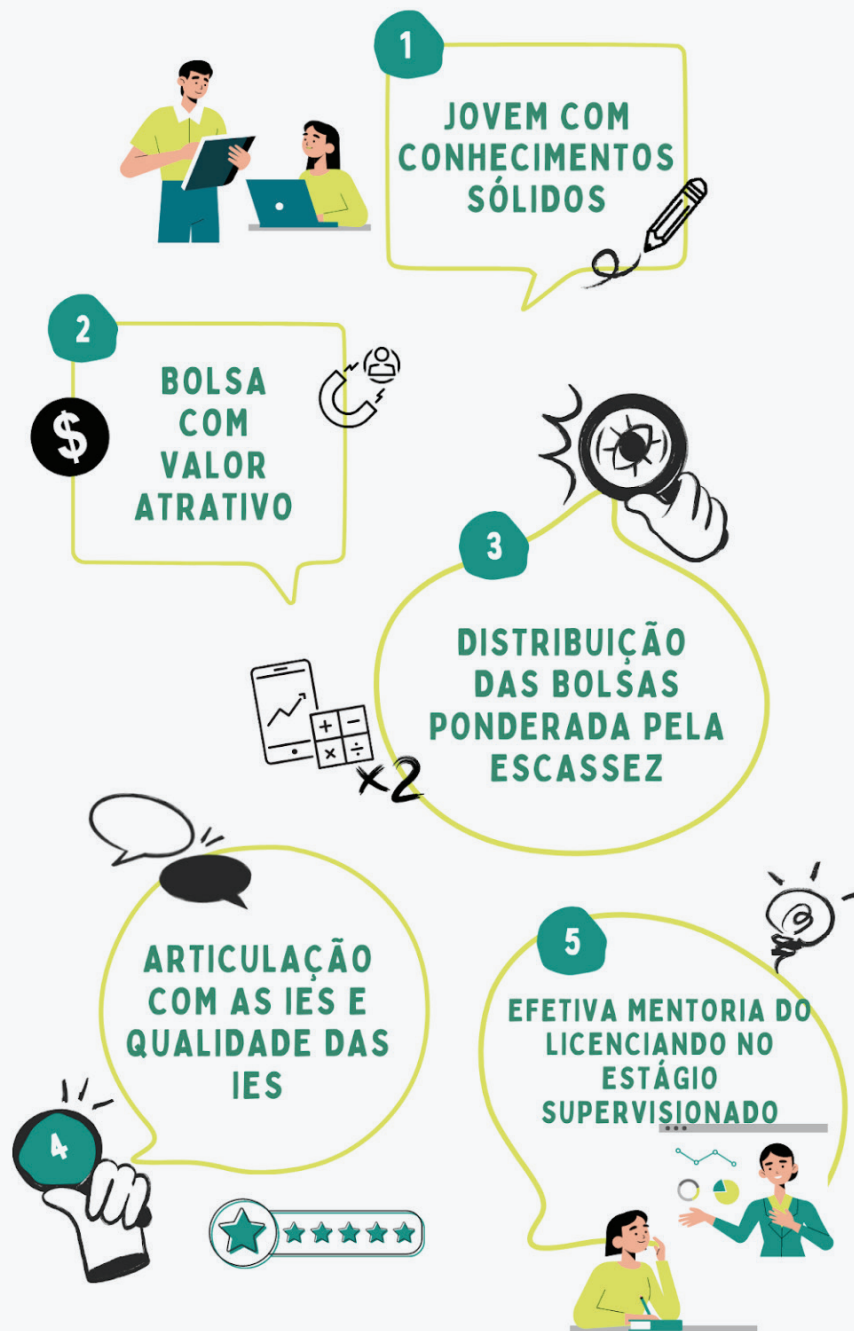 1
JOVEM COM
CONHECIMENTOS
SÓLIDOS
2
BOLSA
COM
VALOR
ATRATIVO
$
3
DISTRIBUIÇÃO
DAS BOLSAS
PONDERADA PELA
ESCASSEZ
+ −
× ÷
×2
ARTICULAÇÃO
COM AS IES E
QUALIDADE DAS
IES
4
5
EFETIVA MENTORIA DO
LICENCIANDO NO
ESTÁGIO
SUPERVISIONADO